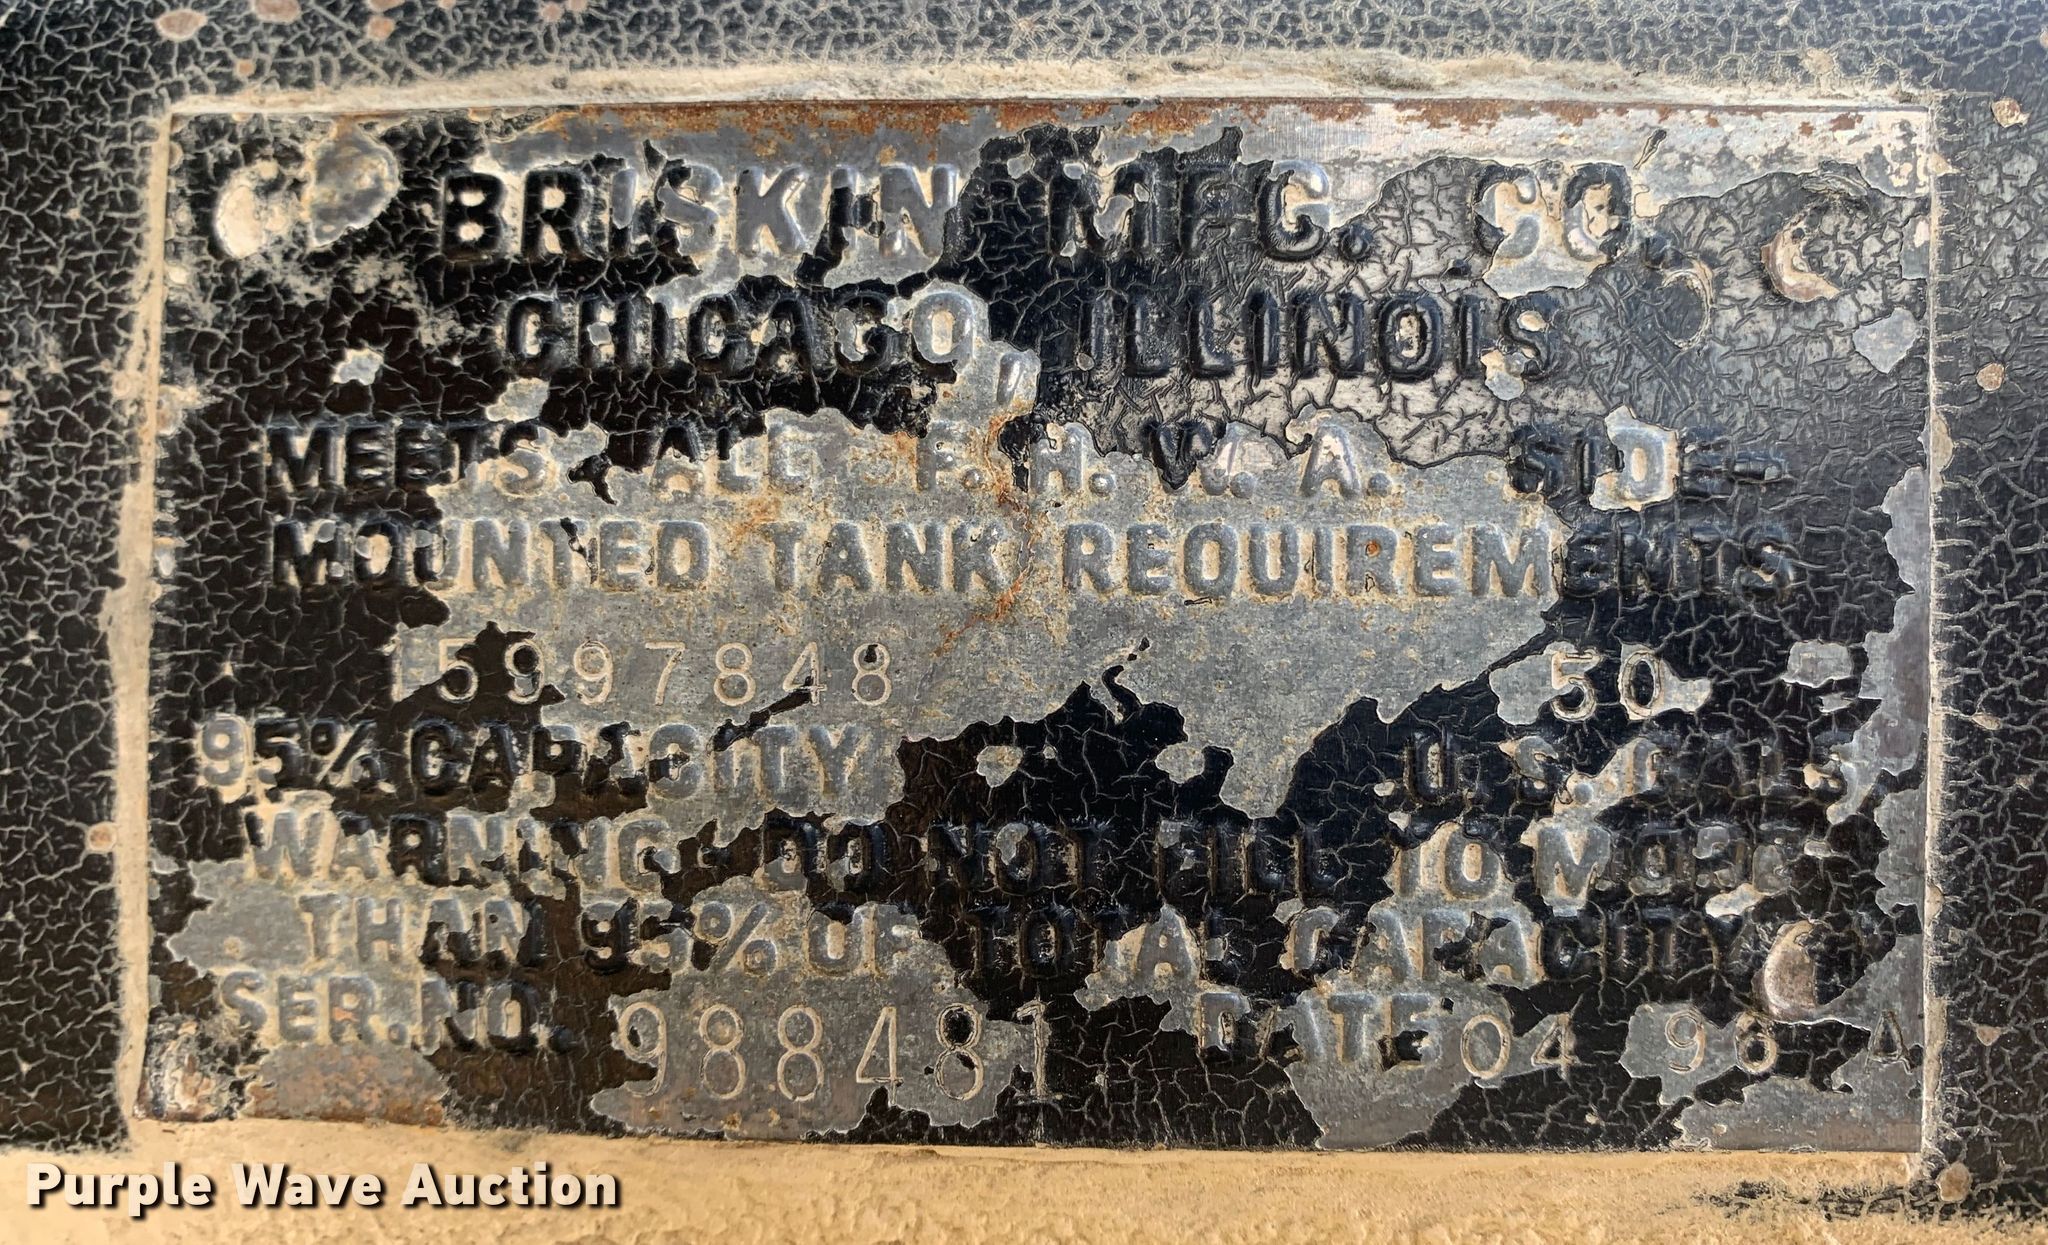 BRISKIN MFG. CO.
CHICAGO, ILLINOIS
MEETS ALL F. H. W. A. SIDE-
MOUNTED TANK REQUIREMENTS
15997848 50
95% CAPACITY U. S. GALS.
WARNING-DO NOT FILL TO MORE
THAN 95% OF TOTAL CAPACITY
SER. NO. 988481 DATE 04 96 A
Purple Wave Auction